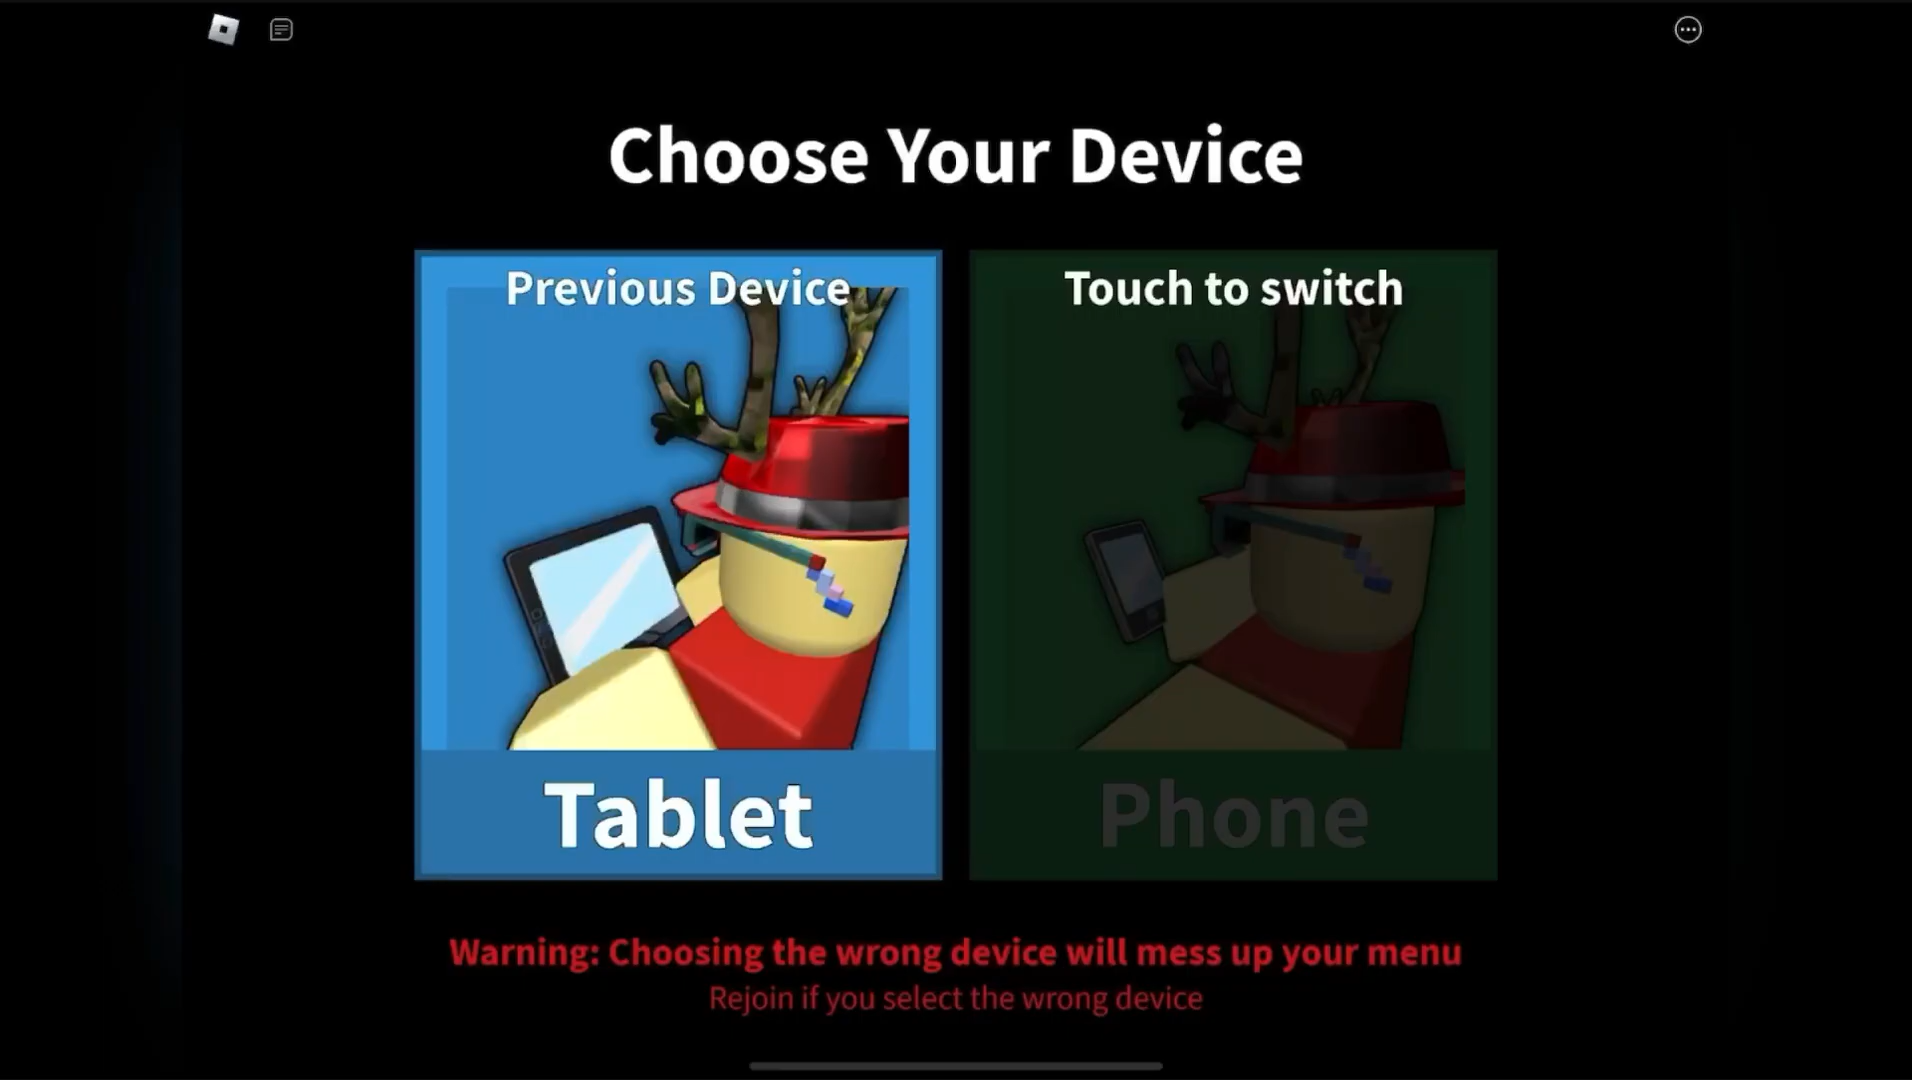 Choose Your Device
Previous Device
Tablet
Touch to switch
Phone
Warning: Choosing the wrong device will mess up your menu
Rejoin if you select the wrong device